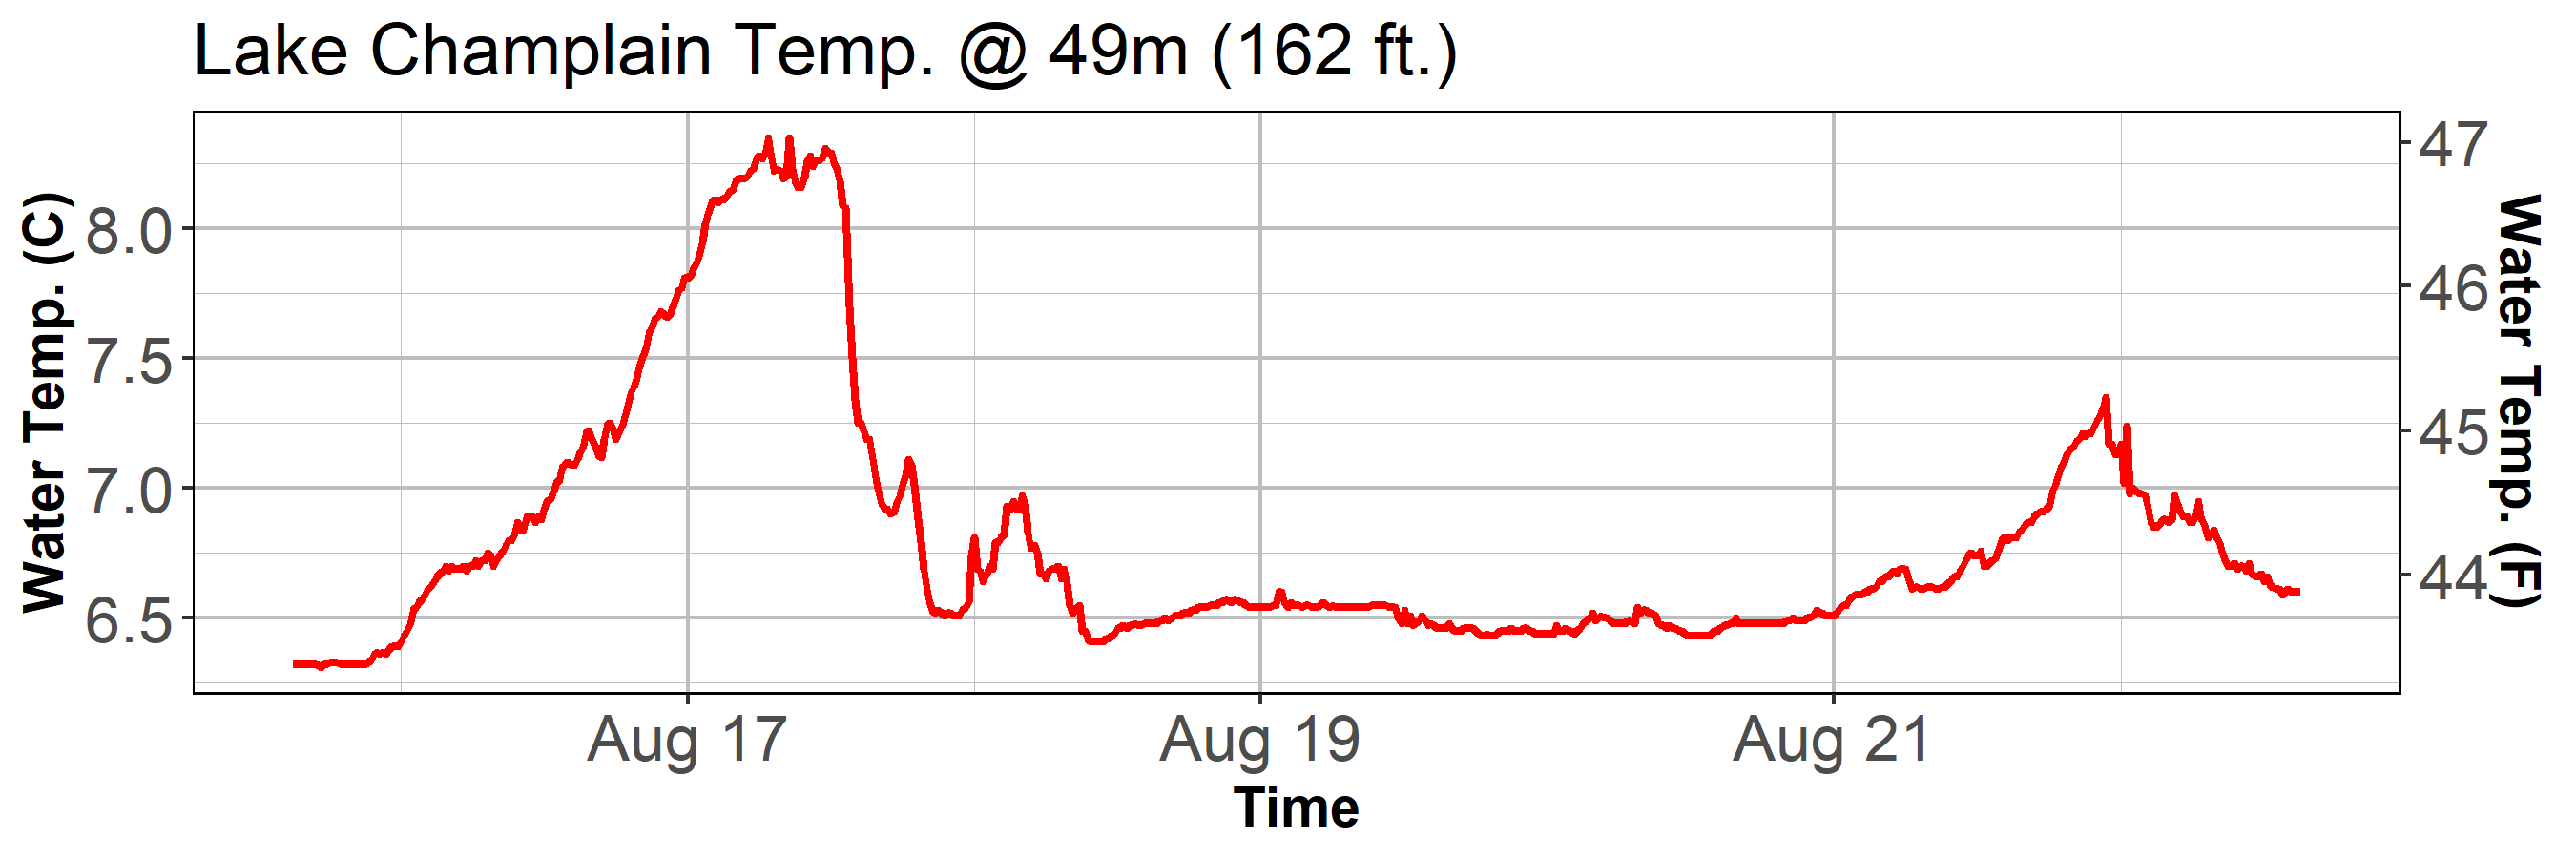 Lake Champlain Temp. @ 49m (162 ft.)
Water Temp. (C)
8.0
7.5
7.0
6.5
47
46
45
44
Water Temp. (F)
Aug 17
Aug 19
Aug 21
Time